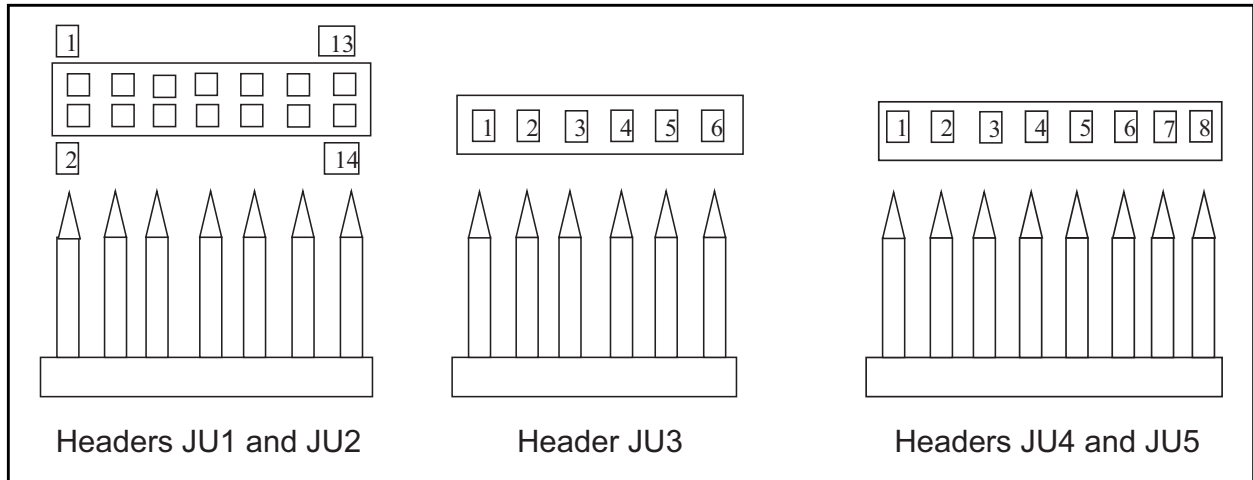 1 13
2 14
1 2 3 4 5 6
1 2 3 4 5 6 7 8
Headers JU1 and JU2
Header JU3
Headers JU4 and JU5